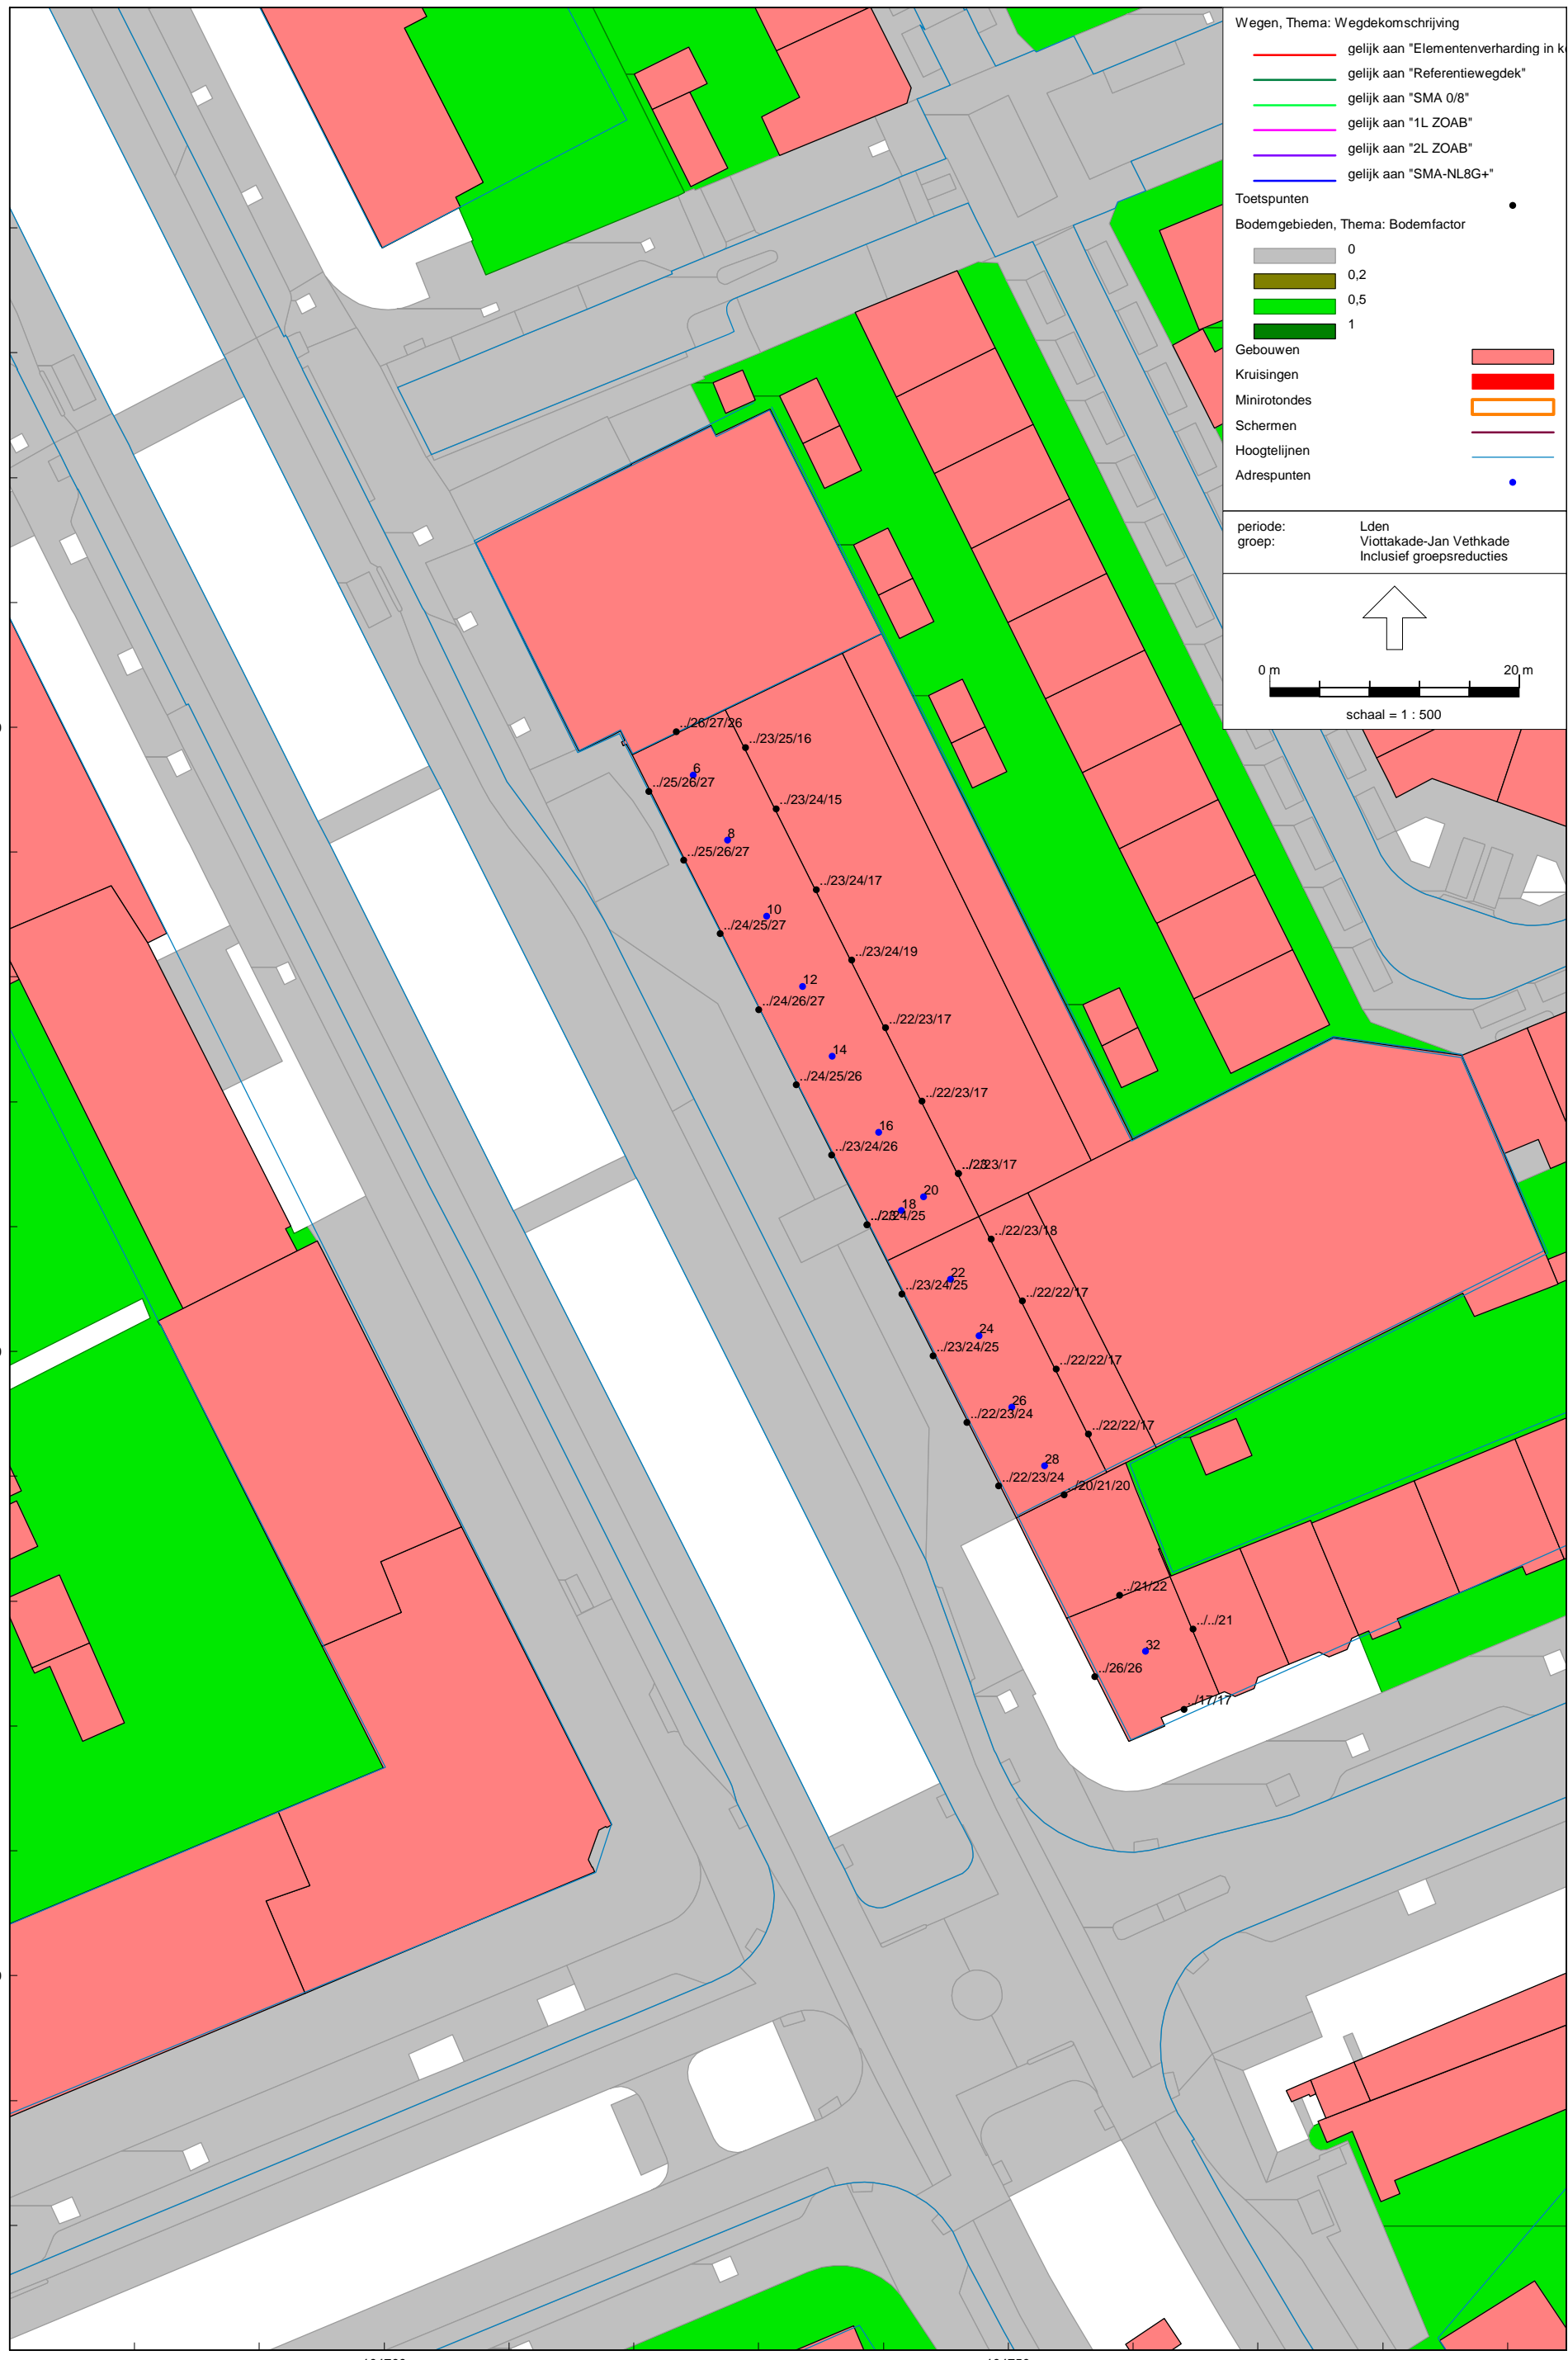 Wegen, Thema: Wegdekomschrijving
gelijk aan "Elementenverharding in k
gelijk aan "Referentiewegdek"
gelijk aan "SMA 0/8"
gelijk aan "1L ZOAB"
gelijk aan "2L ZOAB"
gelijk aan "SMA-NL8G+"
Toetspunten
Bodemgebieden, Thema: Bodemfactor
0
0,2
0,5
1
Gebouwen
Kruisingen
Minirotondes
Schermen
Hoogtelijnen
Adrespunten
periode: Lden
groep: Viottakade-Jan Vethkade
Inclusief groepsreducties
0 m 20 m
schaal = 1 : 500
../26/27/26
../23/25/16
6
../25/26/27
../23/24/15
8
../25/26/27
../23/24/17
10
../24/25/27
../23/24/19
12
../24/26/27
../22/23/17
14
../24/25/26
../22/23/17
16
../23/24/26
20
18
../22/23/18
22
../23/24/25
../22/22/17
24
../23/24/25
../22/22/17
26
../22/23/24
../22/22/17
28
../22/23/24
../20/21/20
../21/22
../../21
32
../26/26
../17/17